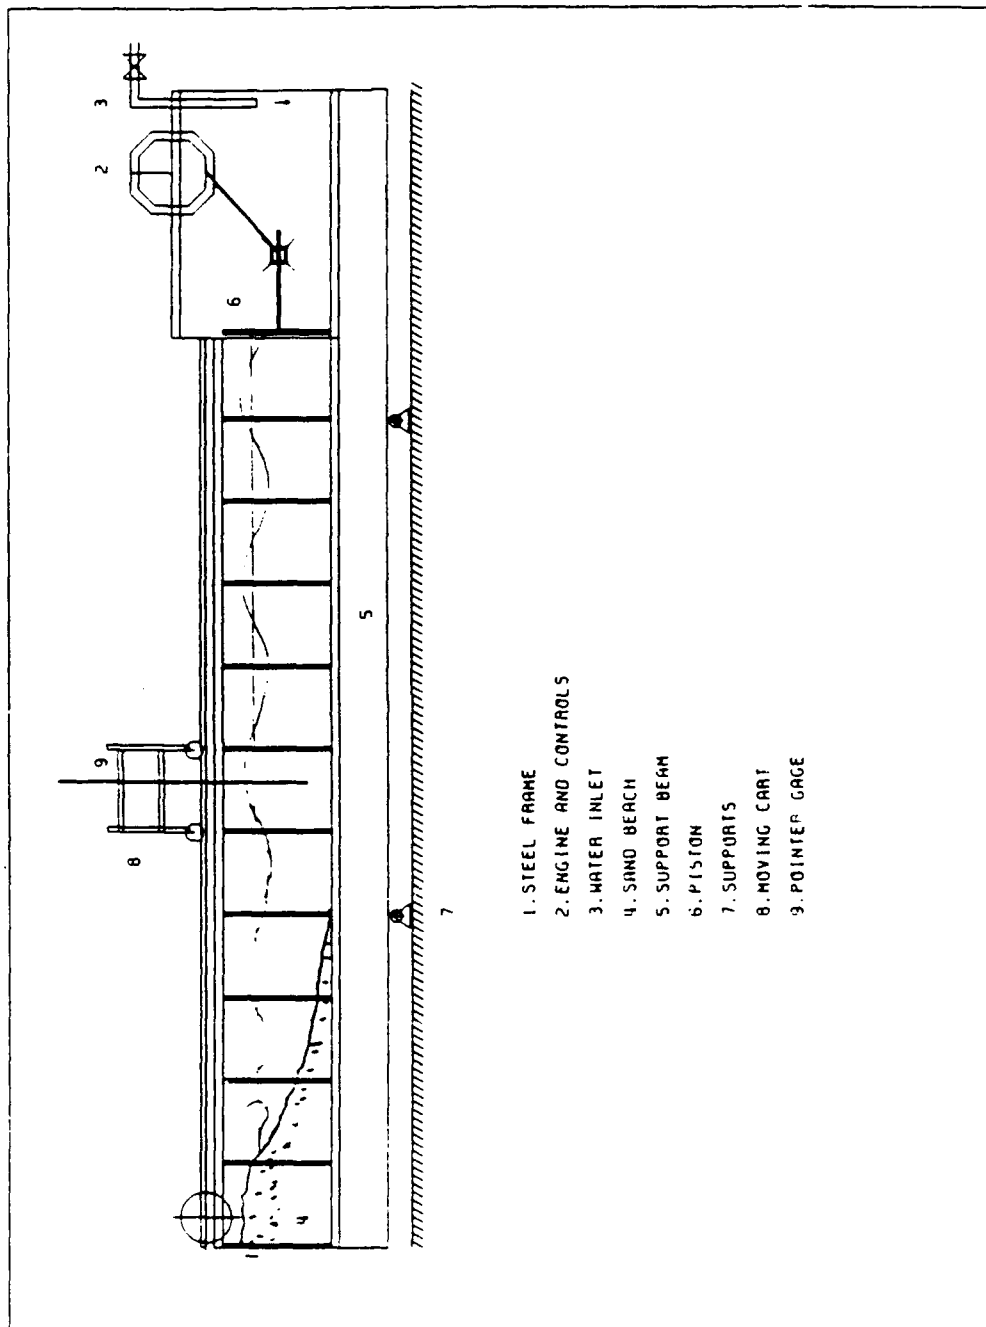 3
2
6
5
9
8
7
4
1
1. STEEL FRAME
2. ENGINE AND CONTROLS
3. WATER INLET
4. SAND BEACH
5. SUPPORT BEAM
6. PISTON
7. SUPPORTS
8. MOVING CART
9. POINTER GAGE